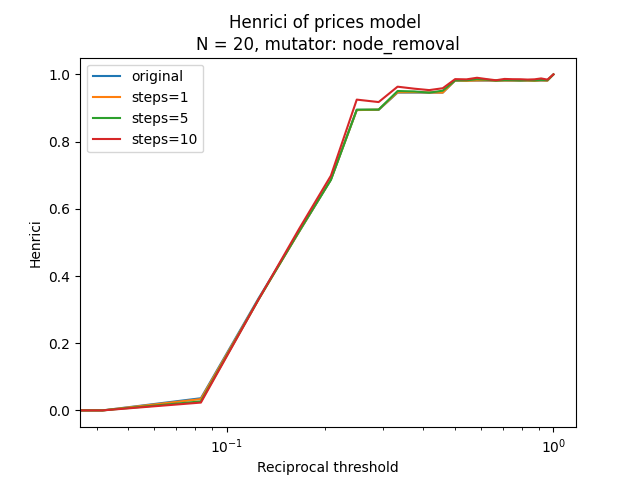 Henrici of prices model
N = 20, mutator: node_removal
original
steps=1
steps=5
steps=10
1.0
0.8
0.6
0.4
0.2
0.0
Henrici
10⁻¹
10⁰
Reciprocal threshold